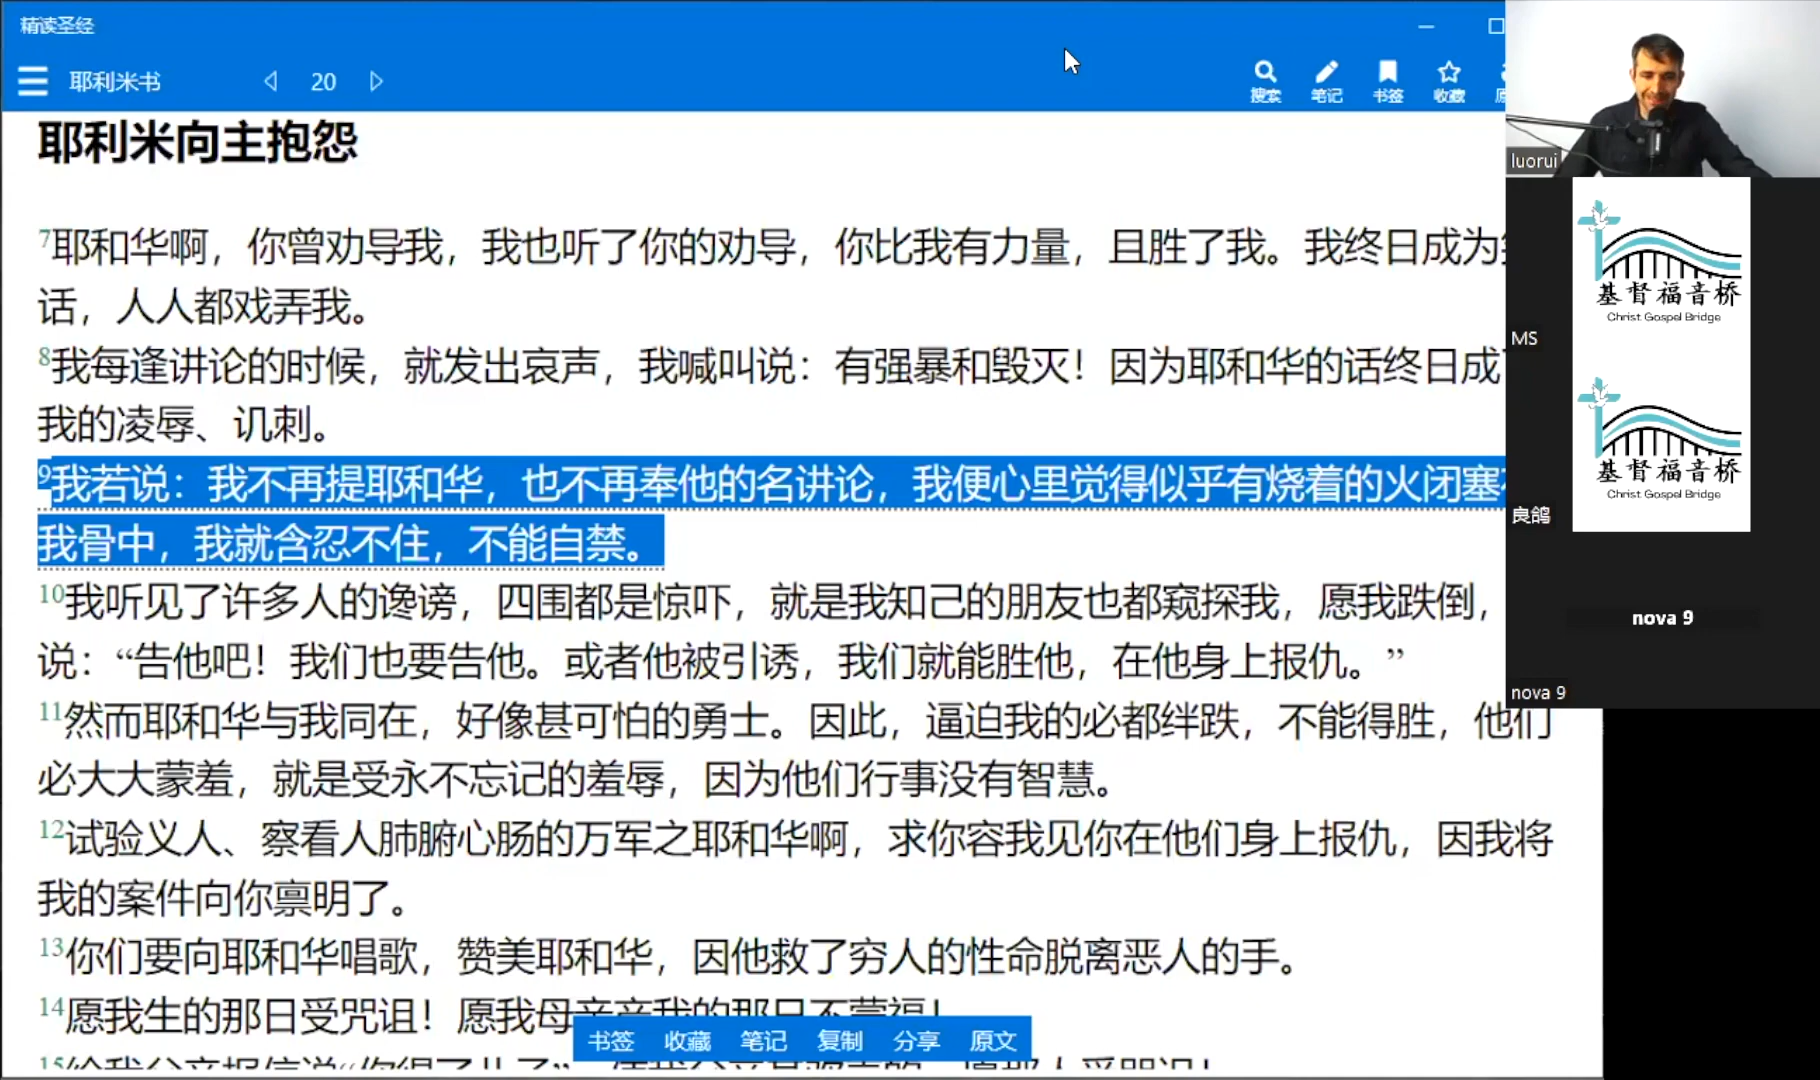 精读圣经
耶利米书 20
搜索 笔记 书签 收藏
耶利米向主抱怨
7耶和华啊，你曾劝导我，我也听了你的劝导，你比我有力量，且胜了我。我终日成为
话，人人都戏弄我。
8我每逢讲论的时候，就发出哀声，我喊叫说：有强暴和毁灭！因为耶和华的话终日成
我的凌辱、讥刺。
9我若说：我不再提耶和华，也不再奉他的名讲论，我便心里觉得似乎有烧着的火闭塞
我骨中，我就含忍不住，不能自禁。
10我听见了许多人的谗谤，四围都是惊吓，就是我知己的朋友也都窥探我，愿我跌倒，
说：“告他吧！我们也要告他。或者他被引诱，我们就能胜他，在他身上报仇。”
11然而耶和华与我同在，好像甚可怕的勇士。因此，逼迫我的必都绊跌，不能得胜，他们
必大大蒙羞，就是受永不忘记的羞辱，因为他们行事没有智慧。
12试验义人、察看人肺腑心肠的万军之耶和华啊，求你容我见你在他们身上报仇，因我将
我的案件向你禀明了。
13你们要向耶和华唱歌，赞美耶和华，因他救了穷人的性命脱离恶人的手。
14愿我生的那日受咒诅！愿我母亲产我的那日不蒙福！
书签 收藏 笔记 复制 分享 原文
luorui
基督福音桥
Christ Gospel Bridge
MS
基督福音桥
Christ Gospel Bridge
良鸽
nova 9
nova 9